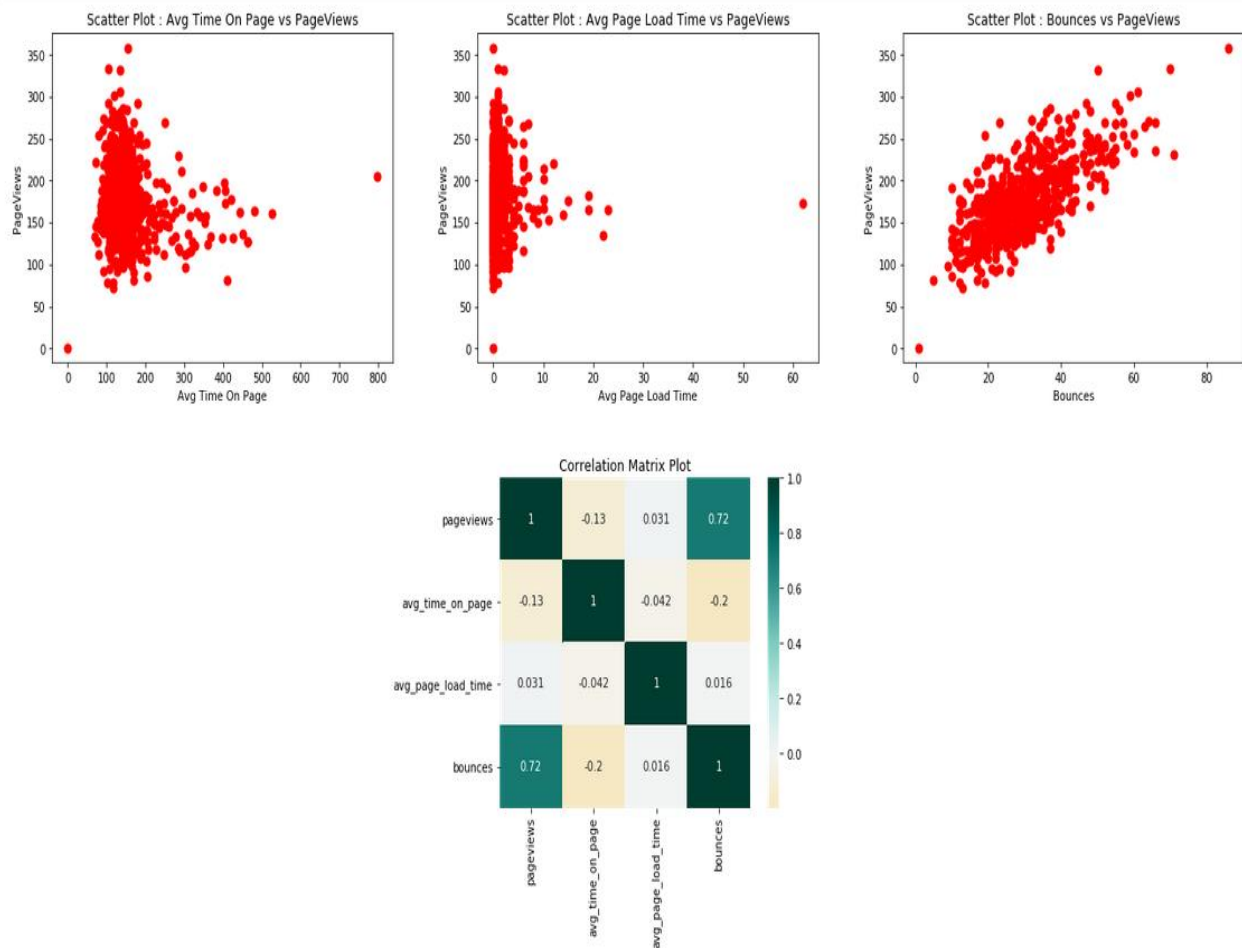 Scatter Plot : Avg Time On Page vs PageViews
PageViews
350
300
250
200
150
100
50
0
0 100 200 300 400 500 600 700 800
Avg Time On Page
Scatter Plot : Avg Page Load Time vs PageViews
PageViews
350
300
250
200
150
100
50
0
0 10 20 30 40 50 60
Avg Page Load Time
Scatter Plot : Bounces vs PageViews
PageViews
350
300
250
200
150
100
50
0
0 20 40 60 80
Bounces
Correlation Matrix Plot
pageviews 1 -0.13 0.031 0.72
avg_time_on_page -0.13 1 -0.042 -0.2
avg_page_load_time 0.031 -0.042 1 0.016
bounces 0.72 -0.2 0.016 1
pageviews
avg_time_on_page
avg_page_load_time
bounces
1.0
0.8
0.6
0.4
0.2
0.0